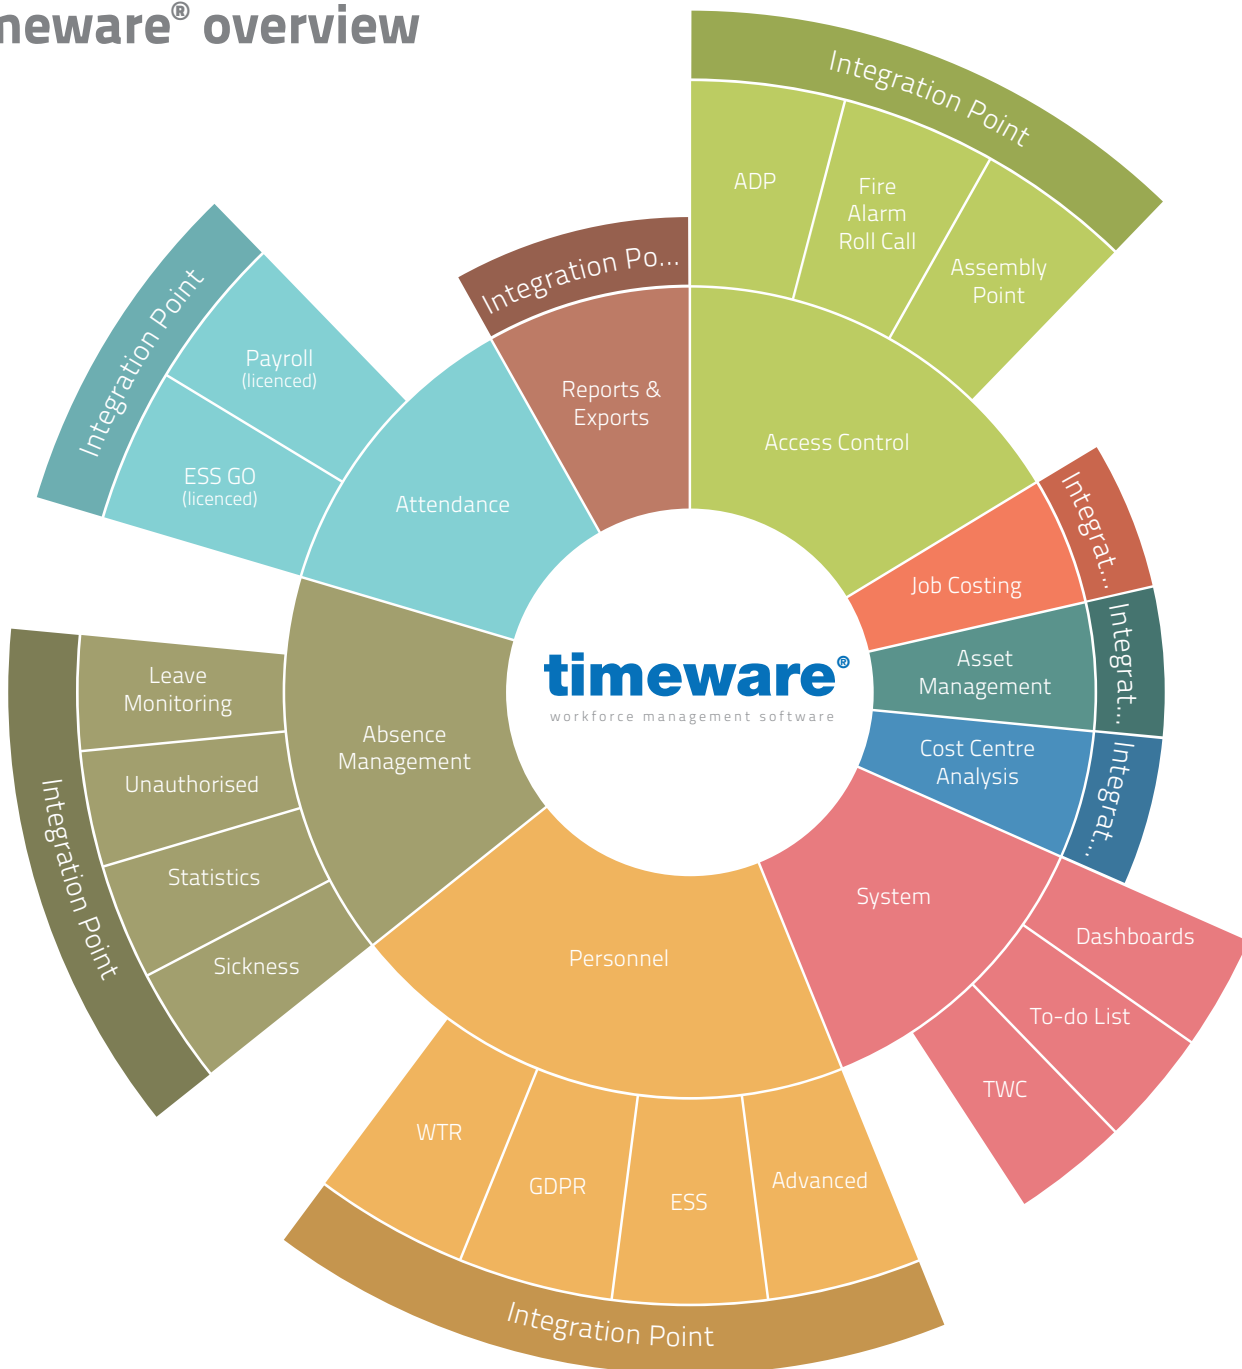 meware® overview
Integration Point
ADP
Fire
Alarm
Roll Call
Assembly
Point
Access Control
Integration Po...
Reports &
Exports
Integration Point
Payroll
(licenced)
ESS GO
(licenced)
Attendance
Integrat...
Job Costing
Integrat...
Asset
Management
Integrat...
Cost Centre
Analysis
timeware®
workforce management software
Integration Point
Leave
Monitoring
Unauthorised
Statistics
Sickness
Absence
Management
System
Dashboards
To-do List
TWC
Personnel
WTR
GDPR
ESS
Advanced
Integration Point